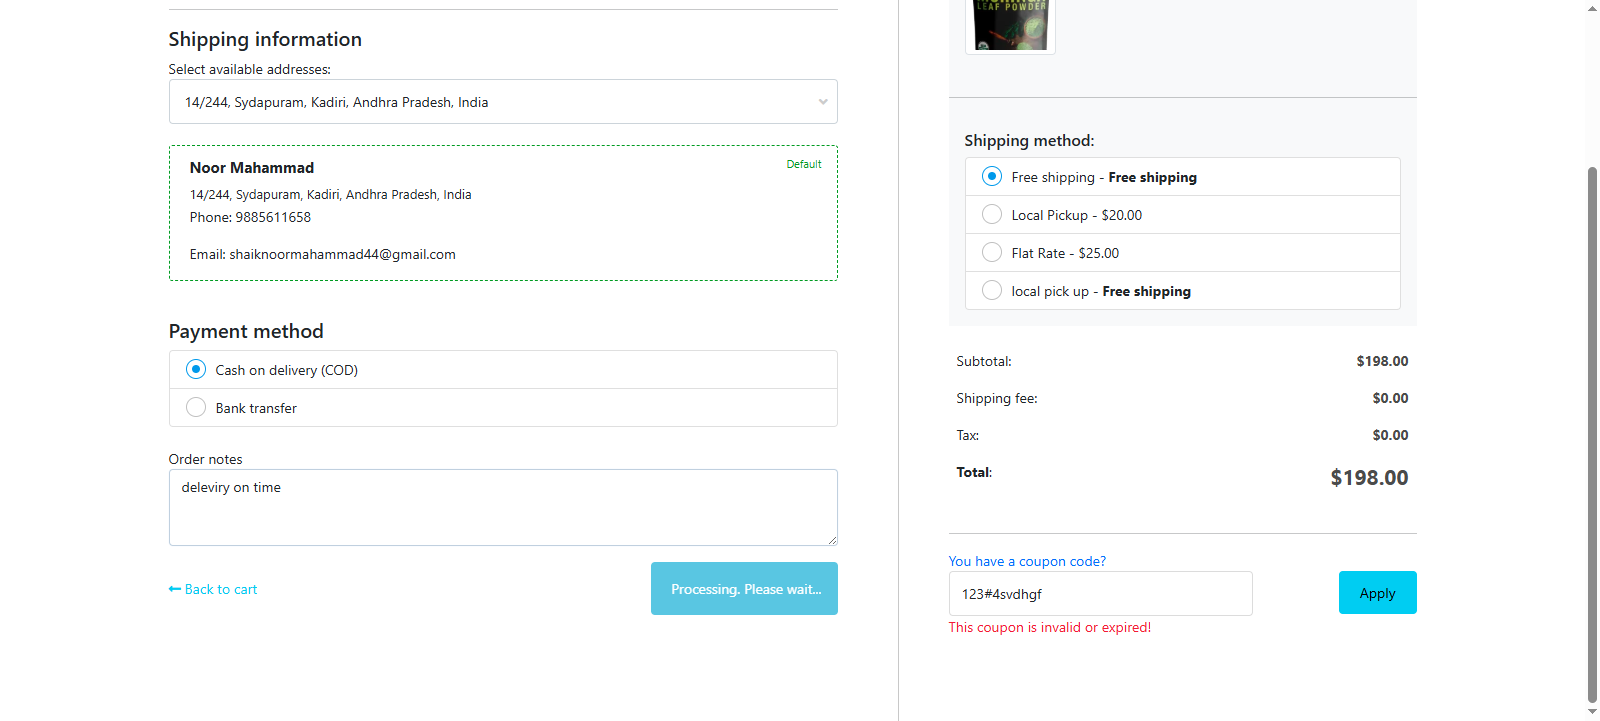 Shipping information
Select available addresses:
14/244, Sydapuram, Kadiri, Andhra Pradesh, India
Noor Mahammad
Default
14/244, Sydapuram, Kadiri, Andhra Pradesh, India
Phone: 9885611658
Email: shaiknoormahammad44@gmail.com
Payment method
Cash on delivery (COD)
Bank transfer
Order notes
deleviry on time
Back to cart
Processing. Please wait...
LEAF POWDER
Shipping method:
Free shipping - Free shipping
Local Pickup - $20.00
Flat Rate - $25.00
local pick up - Free shipping
Subtotal: $198.00
Shipping fee: $0.00
Tax: $0.00
Total: $198.00
You have a coupon code?
123#4svdhgf
Apply
This coupon is invalid or expired!